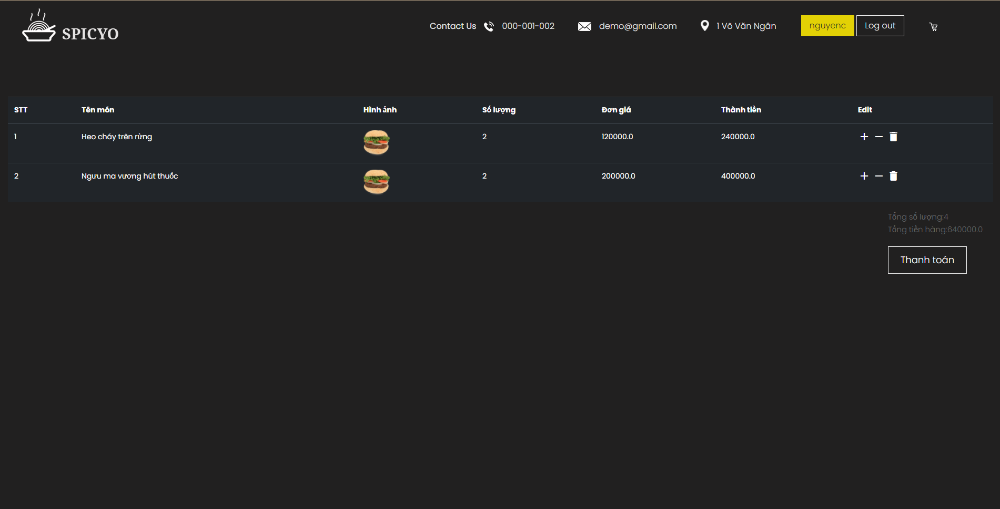 SPICYO
Contact Us 000-001-002 demo@gmail.com 1 Võ Văn Ngân nguyenc Log out
STT Tên món Hình ảnh Số lượng Đơn giá Thành tiền Edit
1 Heo cháy trên rừng 2 120000.0 240000.0
2 Ngưu ma vương hút thuốc 2 200000.0 400000.0
Tổng số lượng:4
Tổng tiền hàng:640000.0
Thanh toán